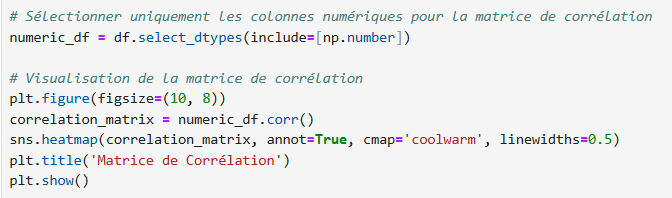 # Sélectionner uniquement les colonnes numériques pour la matrice de corrélation
numeric_df = df.select_dtypes(include=[np.number])
# Visualisation de la matrice de corrélation
plt.figure(figsize=(10, 8))
correlation_matrix = numeric_df.corr()
sns.heatmap(correlation_matrix, annot=True, cmap='coolwarm', linewidths=0.5)
plt.title('Matrice de Corrélation')
plt.show()